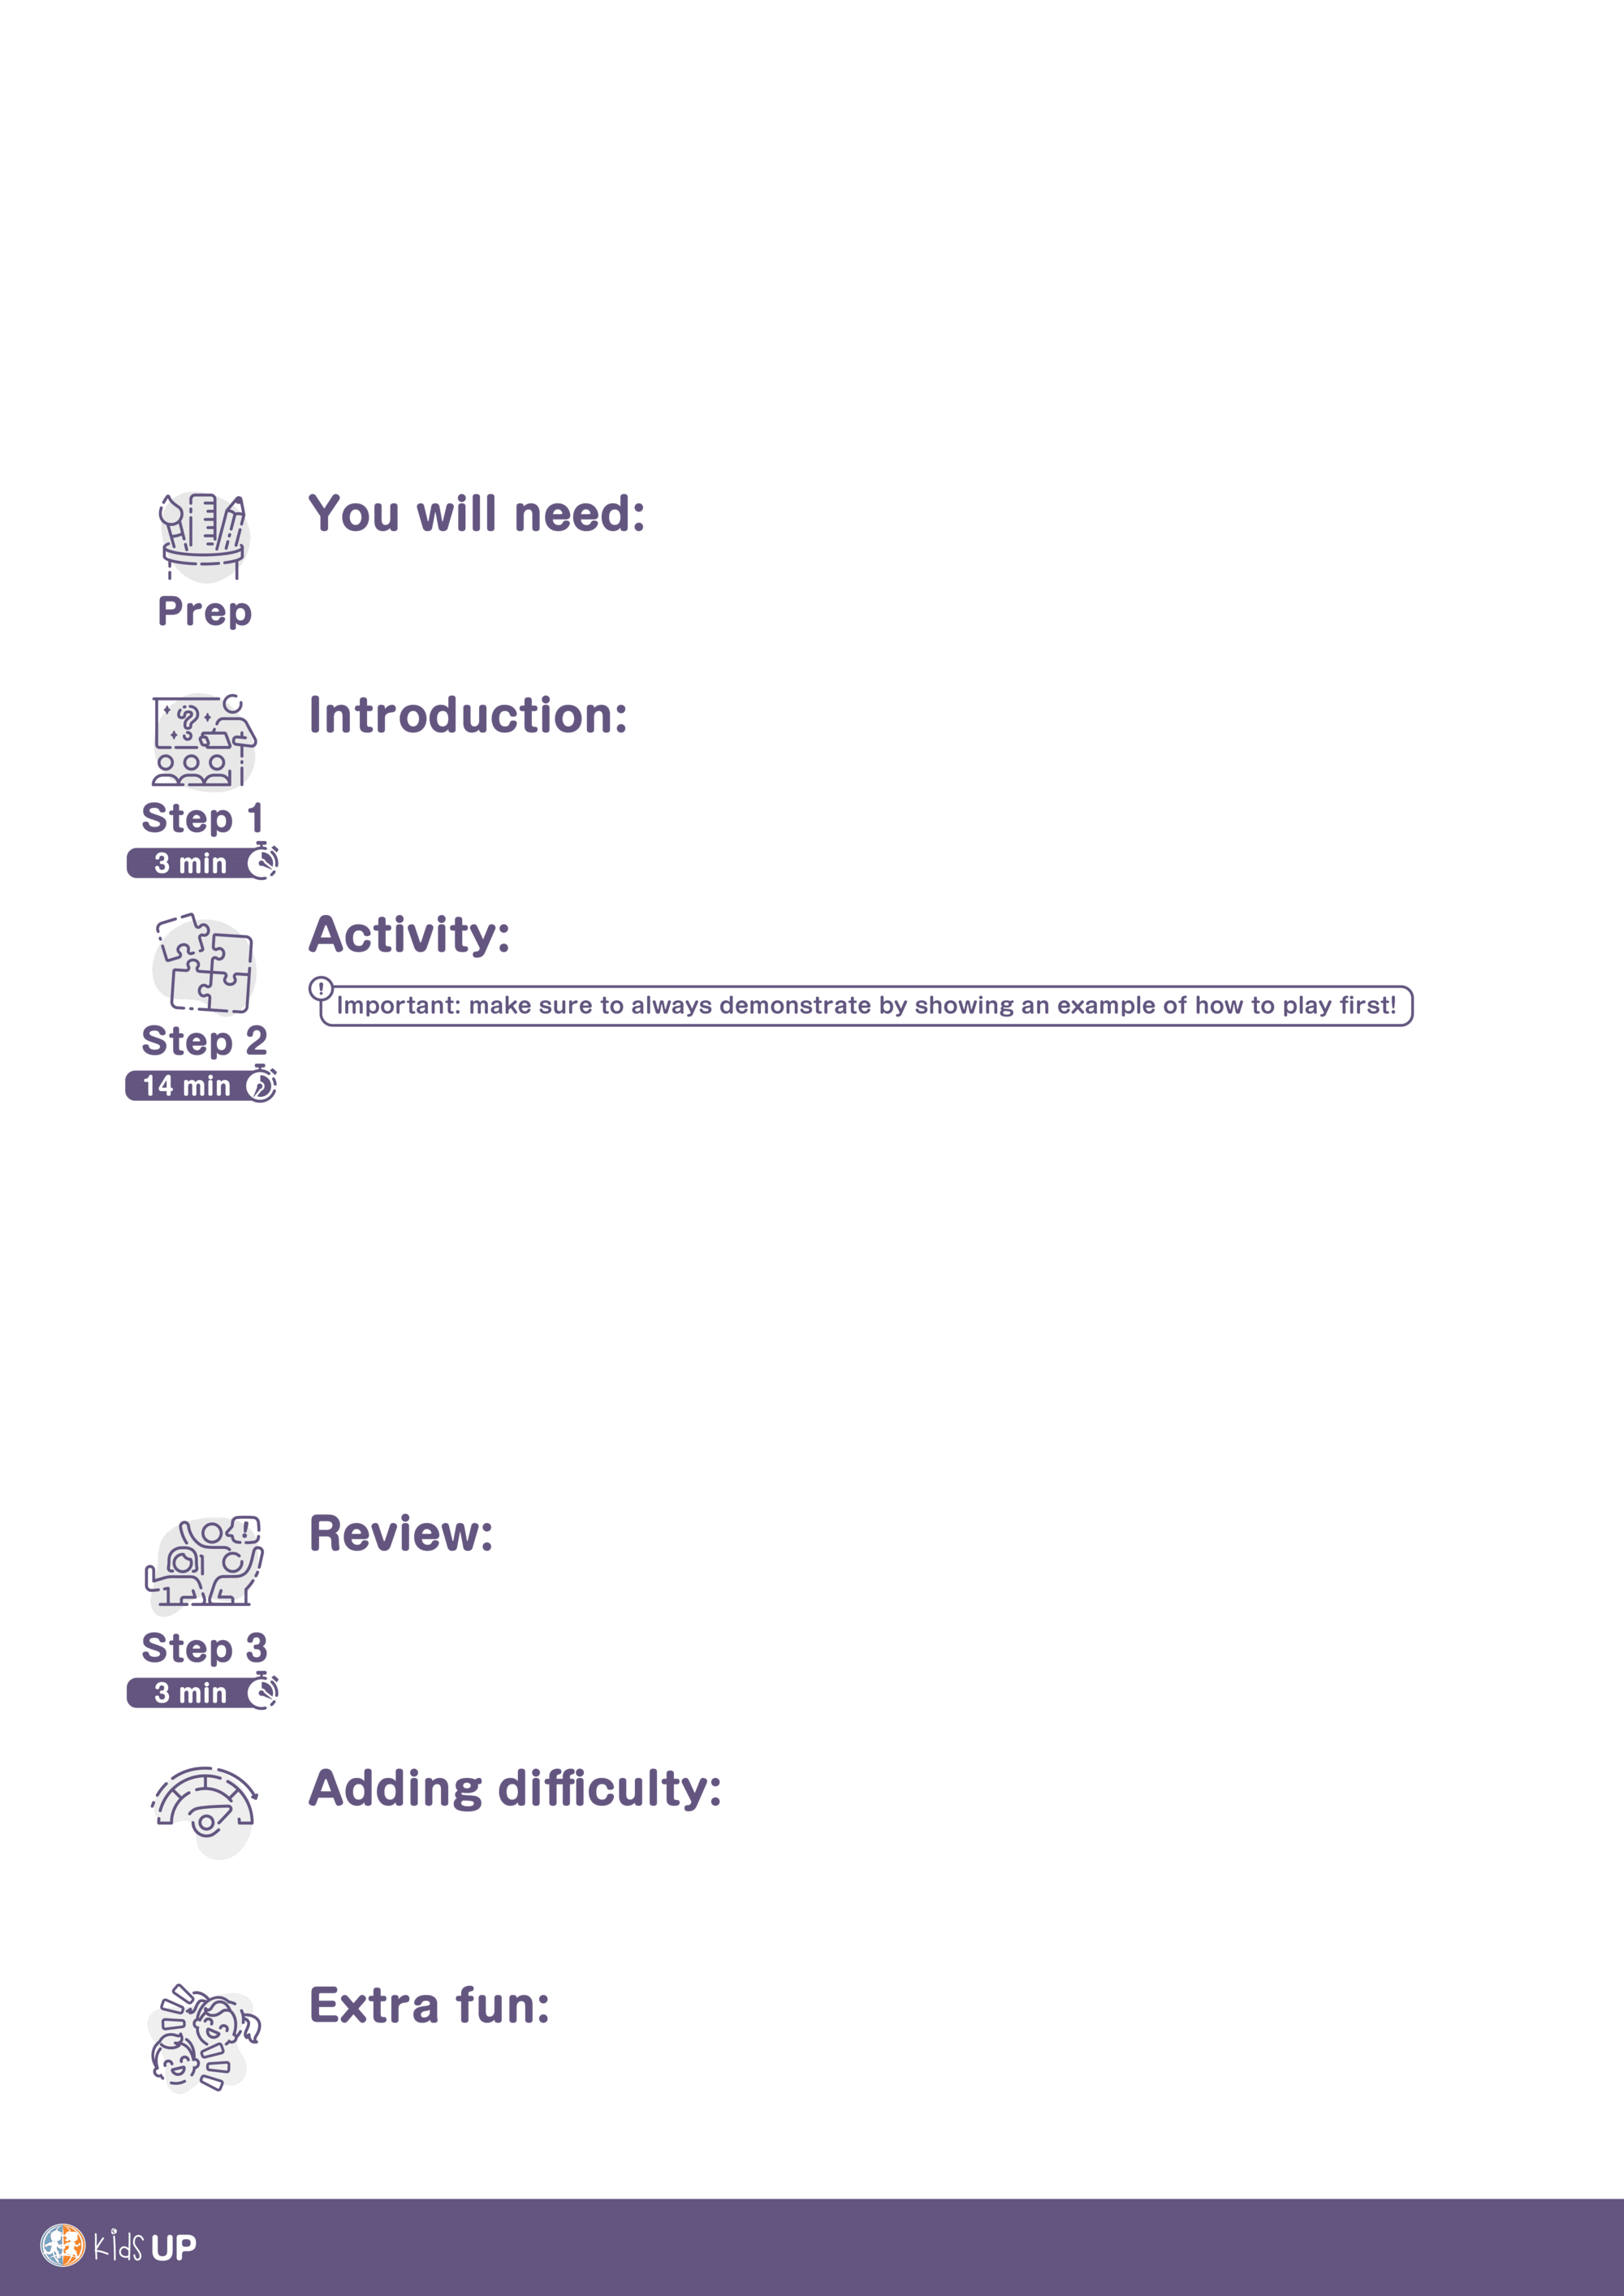 You will need:
Prep
Introduction:
Step 1
3 min
Activity:
! Important: make sure to always demonstrate by showing an example of how to play first!
Step 2
14 min
Review:
Step 3
3 min
Adding difficulty:
Extra fun:
kids UP